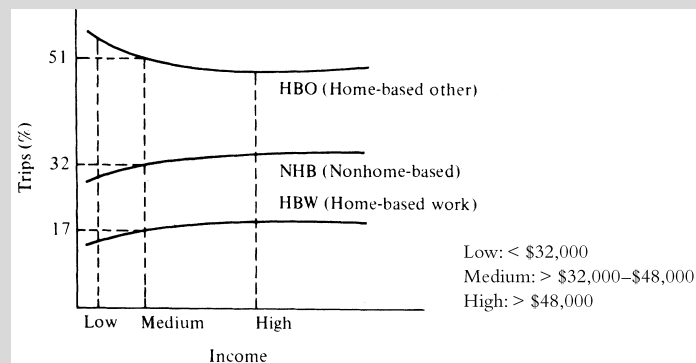 51
HBO (Home-based other)
Trips (%)
32
NHB (Nonhome-based)
HBW (Home-based work)
17
Low: < $32,000
Medium: > $32,000–$48,000
High: > $48,000
Low Medium High
Income